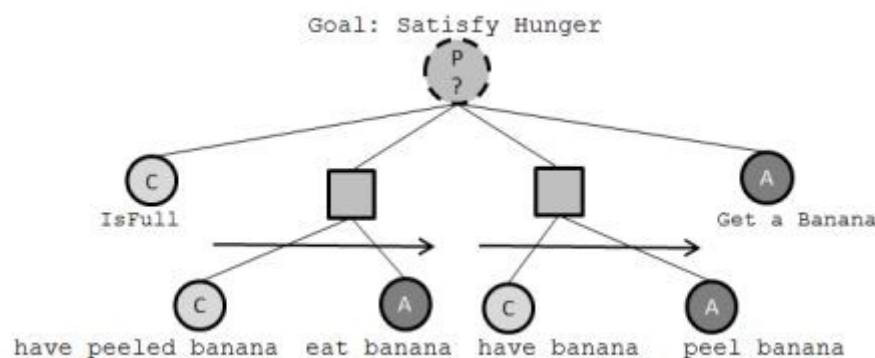 Goal: Satisfy Hunger
P
?
C
A
IsFull
Get a Banana
C
A
C
A
have peeled banana
eat banana
have banana
peel banana